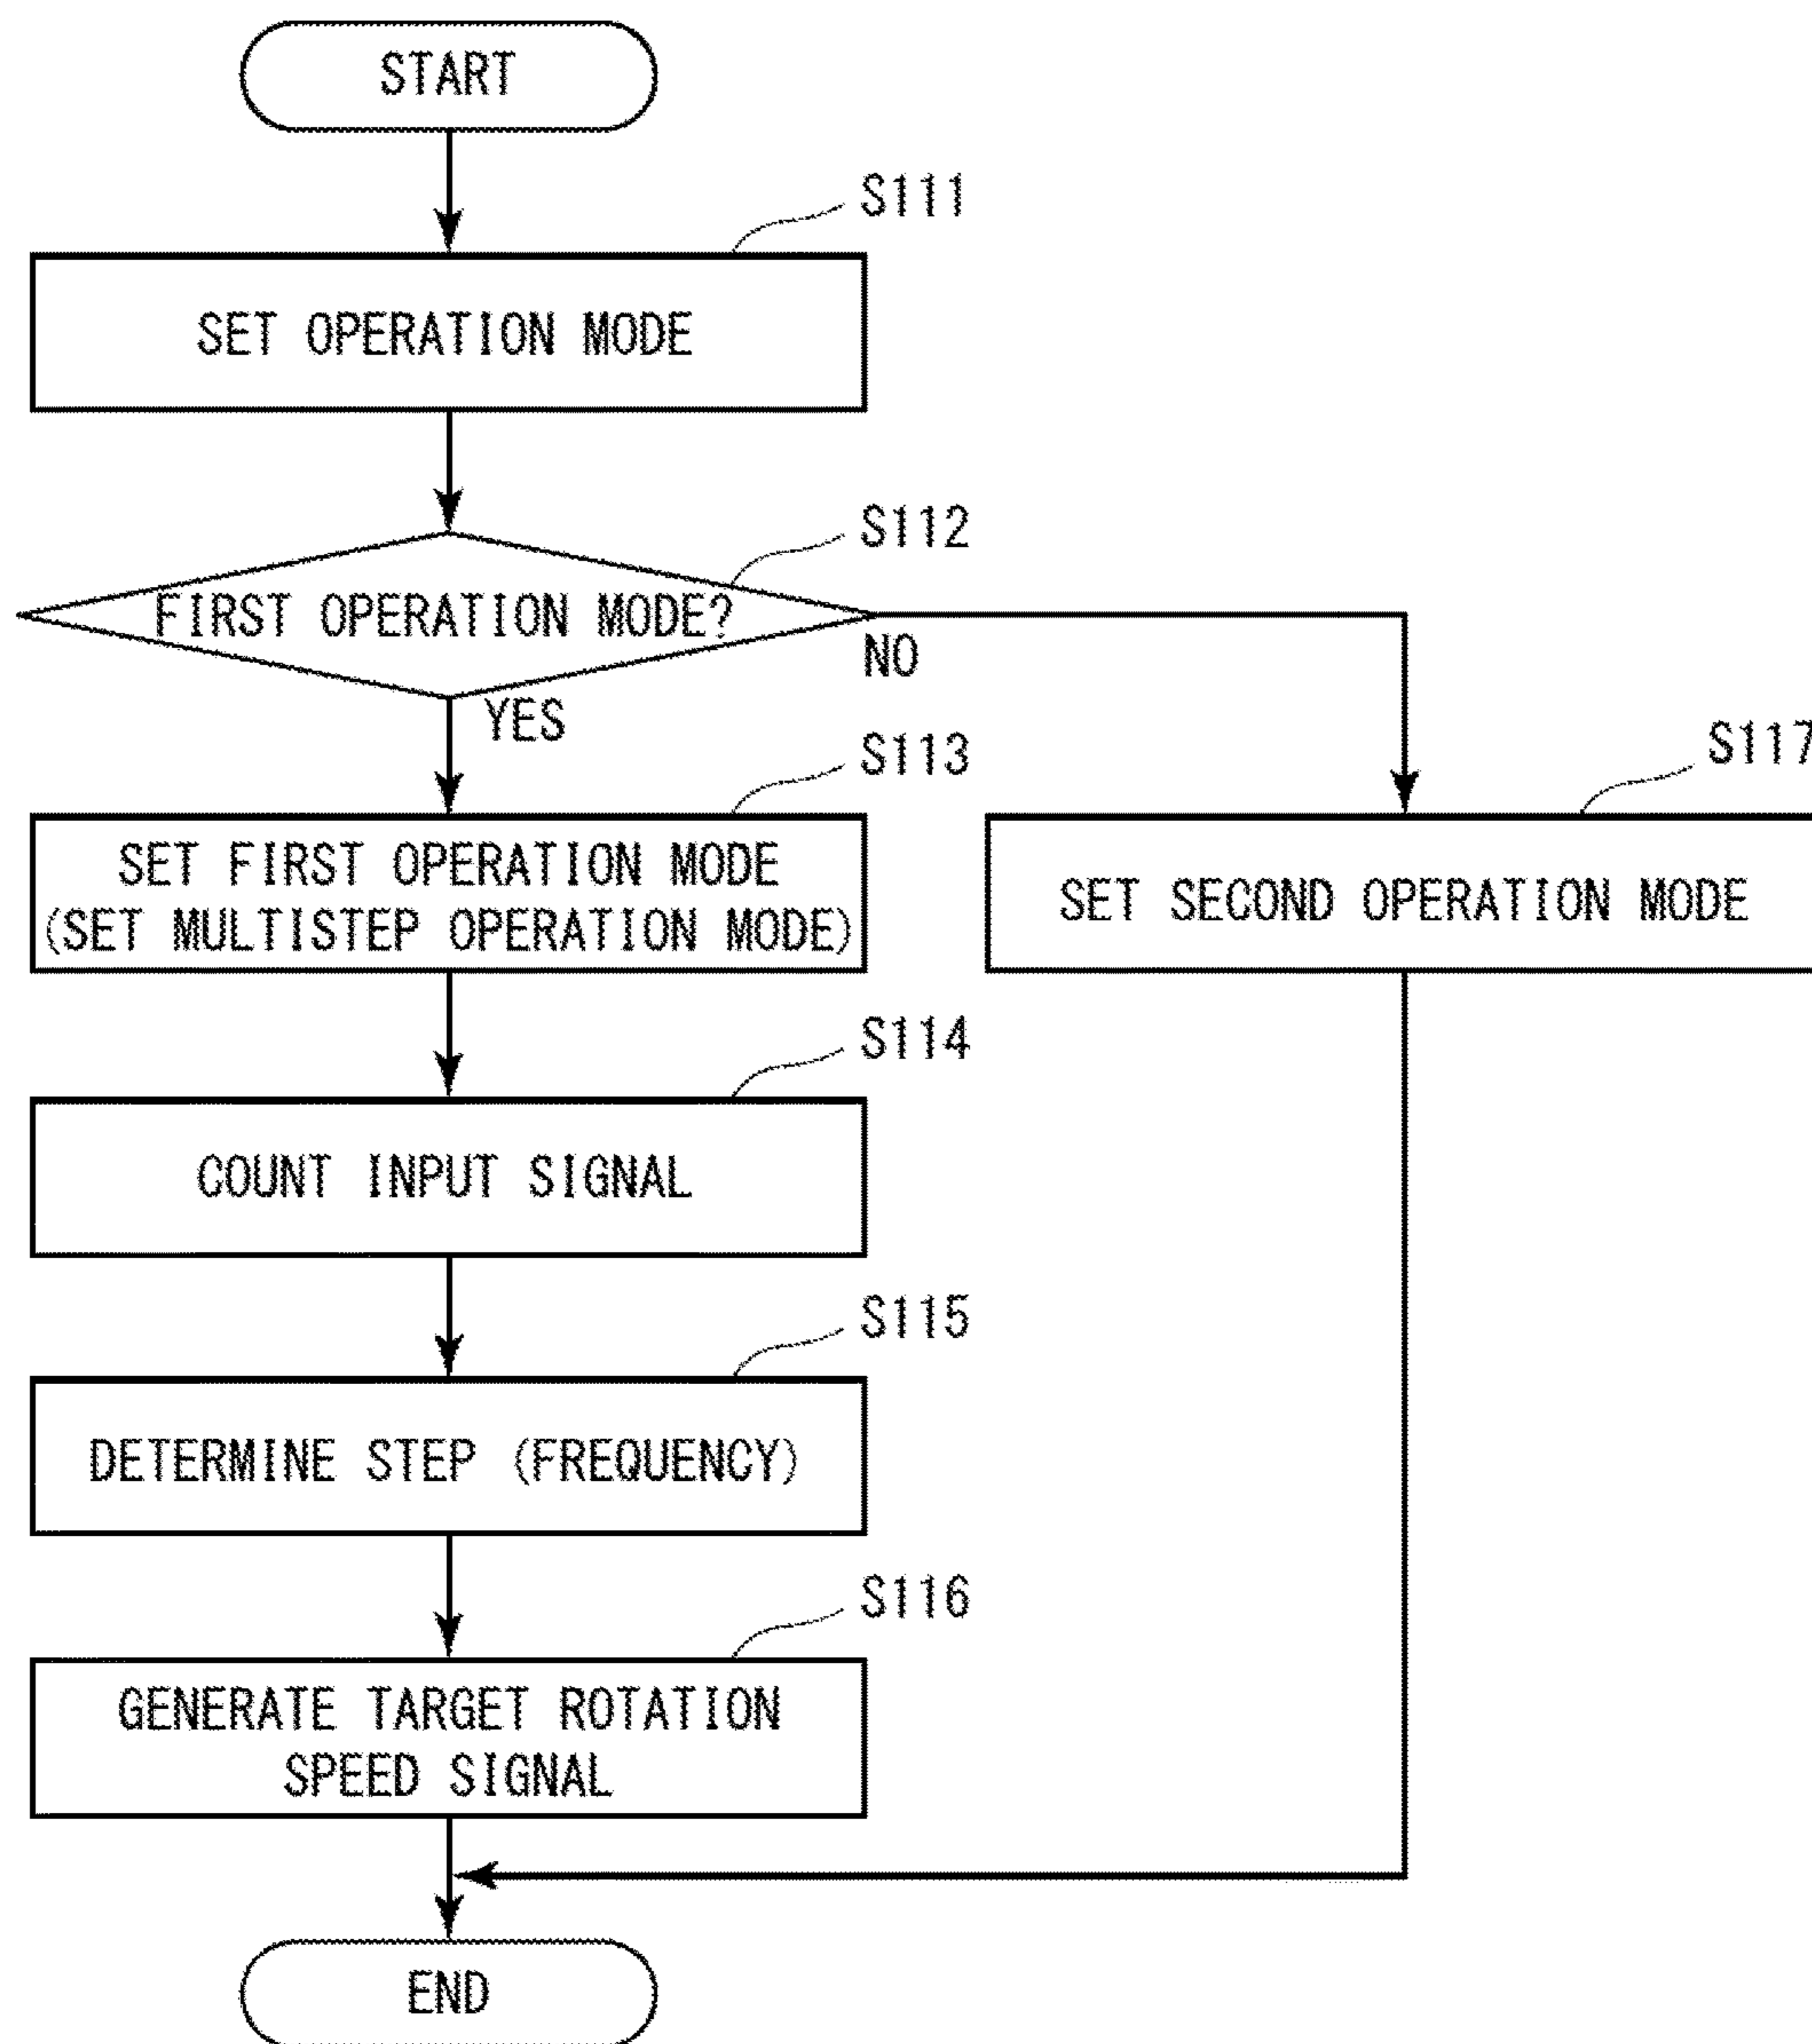 START
S111
SET OPERATION MODE
S112
FIRST OPERATION MODE?
NO
YES
S113
S117
SET FIRST OPERATION MODE
(SET MULTISTEP OPERATION MODE)
SET SECOND OPERATION MODE
S114
COUNT INPUT SIGNAL
S115
DETERMINE STEP (FREQUENCY)
S116
GENERATE TARGET ROTATION
SPEED SIGNAL
END